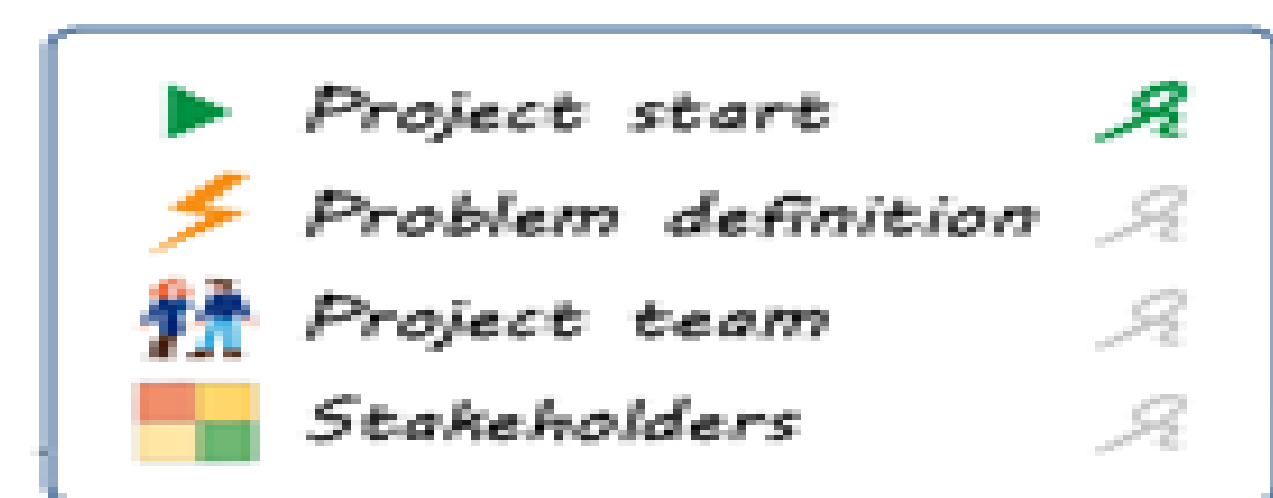 Project start
Problem definition
Project team
Stakeholders